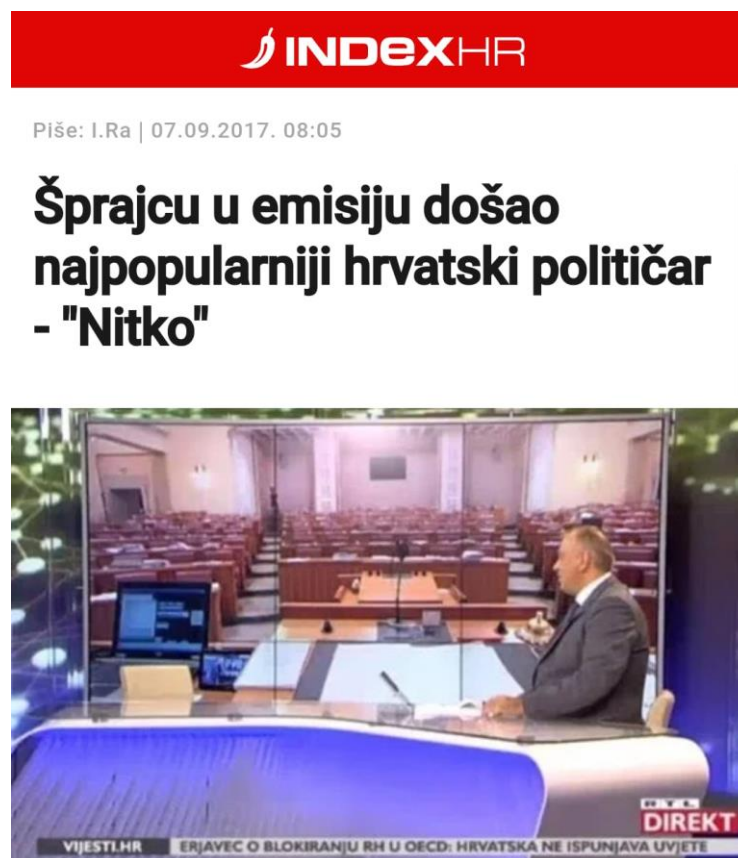 INDEXHR
Piše: I.Ra | 07.09.2017. 08:05
Šprajcu u emisiju došao
najpopularniji hrvatski političar
- "Nitko"
RTL
DIREKT
VIJESTI.HR ERJAVEC O BLOKIRANJU RH U OECD: HRVATSKA NE ISPUNJAVA UVJETE